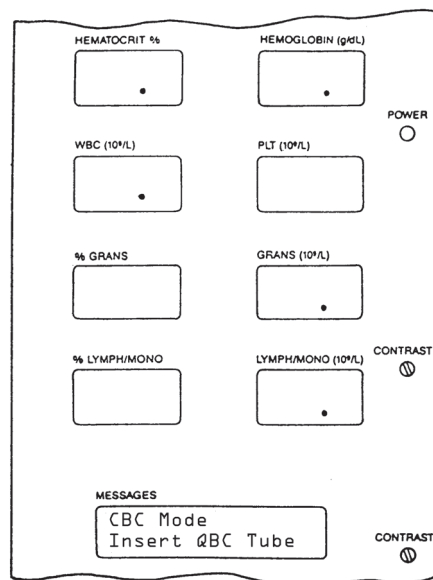 HEMATOCRIT % HEMOGLOBIN (g/dL)
POWER
WBC (10⁹/L) PLT (10⁹/L)
% GRANS GRANS (10⁹/L)
% LYMPH/MONO LYMPH/MONO (10⁹/L)
CONTRAST
MESSAGES
CBC Mode
Insert QBC Tube
CONTRAST